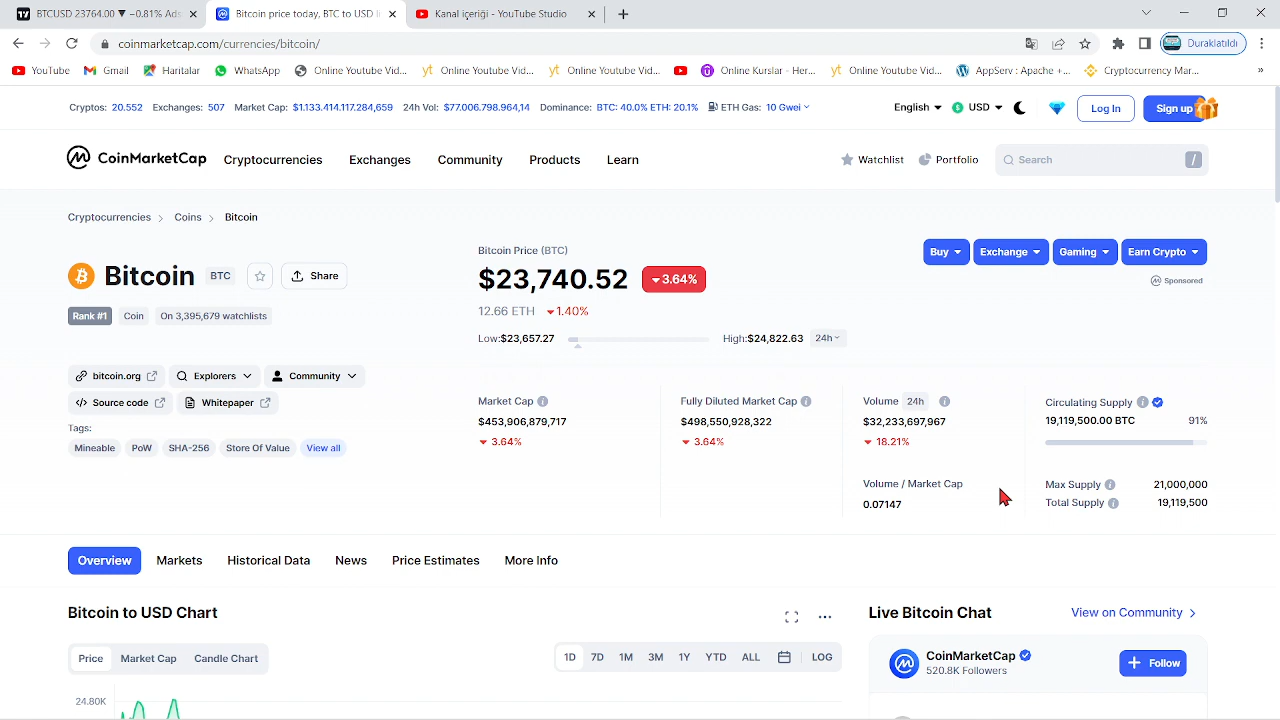 BTCUSD 23764.00 ▼ −0.81% Ads
Bitcoin price today, BTC to USD li
Kanal içeriği - YouTube Studio
coinmarketcap.com/currencies/bitcoin/
Duraklatıldı
YouTube
Gmail
Haritalar
WhatsApp
Online Youtube Vid...
Online Youtube Vid...
Online Youtube Vid...
Online Kurslar - Her...
Online Youtube Vid...
AppServ : Apache +...
Cryptocurrency Mar...
»
Cryptos: 20.552 Exchanges: 507 Market Cap: $1.133.414.117.284,659 24h Vol: $77.006.798.964,14 Dominance: BTC: 40.0% ETH: 20.1% ETH Gas: 10 Gwei
English USD Log In Sign up
CoinMarketCap
Cryptocurrencies Exchanges Community Products Learn
Watchlist Portfolio Search /
Cryptocurrencies > Coins > Bitcoin
Bitcoin BTC Share
Rank #1 Coin On 3,395,679 watchlists
bitcoin.org Explorers Community
Source code Whitepaper
Tags:
Mineable PoW SHA-256 Store Of Value View all
Bitcoin Price (BTC)
$23,740.52 3.64%
12.66 ETH 1.40%
Low:$23,657.27 High:$24,822.63 24h
Buy Exchange Gaming Earn Crypto
Sponsored
Market Cap
$453,906,879,717
3.64%
Fully Diluted Market Cap
$498,550,928,322
3.64%
Volume 24h
$32,233,697,967
18.21%
Volume / Market Cap
0.07147
Circulating Supply
19,119,500.00 BTC 91%
Max Supply 21,000,000
Total Supply 19,119,500
Overview Markets Historical Data News Price Estimates More Info
Bitcoin to USD Chart
Price Market Cap Candle Chart
1D 7D 1M 3M 1Y YTD ALL LOG
24.80K
Live Bitcoin Chat View on Community >
CoinMarketCap
520.8K Followers
+ Follow